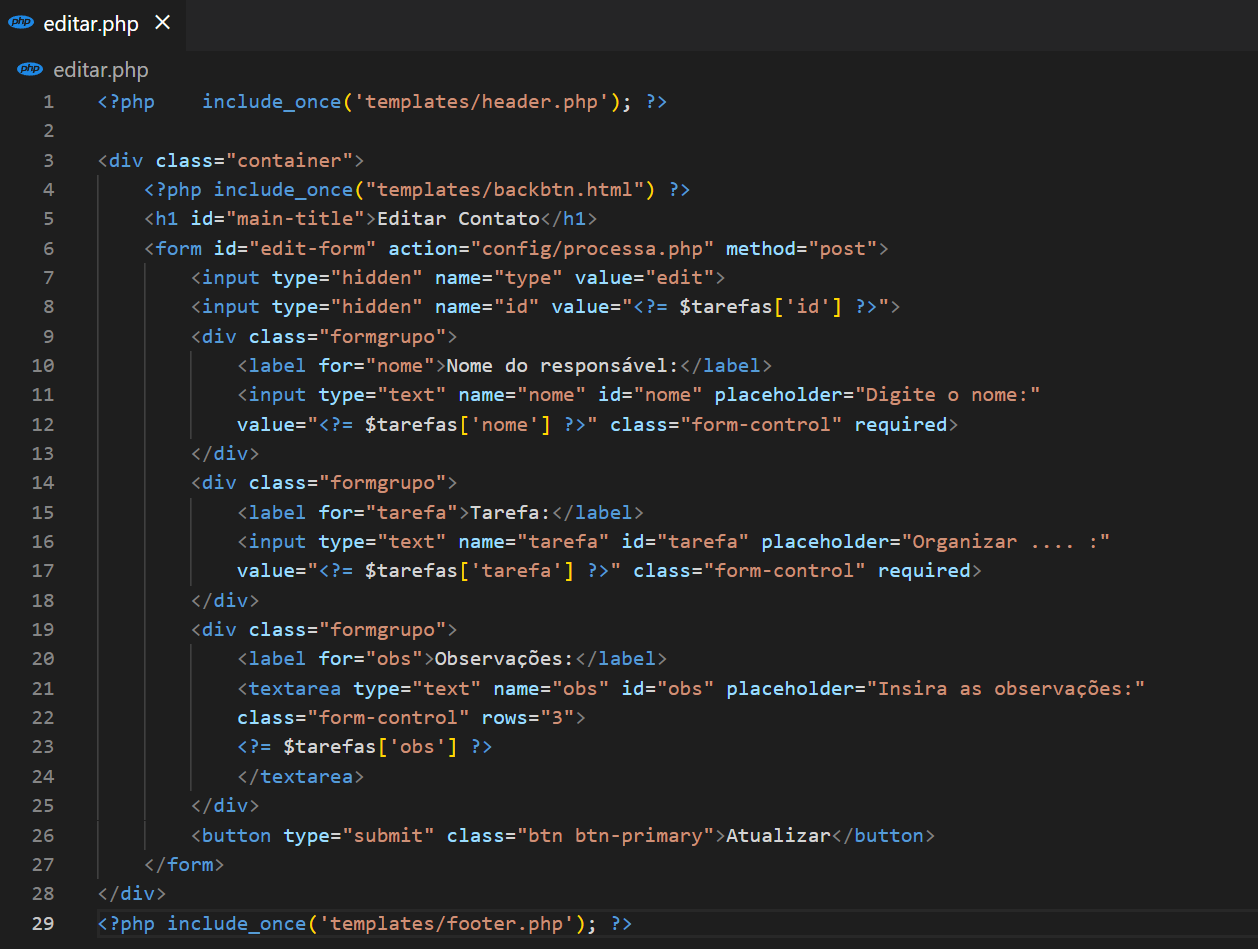 php editar.php ×
php editar.php
1 <?php    include_once('templates/header.php'); ?>
2
3 <div class="container">
4     <?php include_once("templates/backbtn.html") ?>
5     <h1 id="main-title">Editar Contato</h1>
6     <form id="edit-form" action="config/processa.php" method="post">
7         <input type="hidden" name="type" value="edit">
8         <input type="hidden" name="id" value="<?= $tarefas['id'] ?>">
9         <div class="formgrupo">
10             <label for="nome">Nome do responsável:</label>
11             <input type="text" name="nome" id="nome" placeholder="Digite o nome:"
12             value="<?= $tarefas['nome'] ?>" class="form-control" required>
13         </div>
14         <div class="formgrupo">
15             <label for="tarefa">Tarefa:</label>
16             <input type="text" name="tarefa" id="tarefa" placeholder="Organizar .... :"
17             value="<?= $tarefas['tarefa'] ?>" class="form-control" required>
18         </div>
19         <div class="formgrupo">
20             <label for="obs">Observações:</label>
21             <textarea type="text" name="obs" id="obs" placeholder="Insira as observações:"
22             class="form-control" rows="3">
23             <?= $tarefas['obs'] ?>
24             </textarea>
25         </div>
26         <button type="submit" class="btn btn-primary">Atualizar</button>
27     </form>
28 </div>
29 <?php include_once('templates/footer.php'); ?>